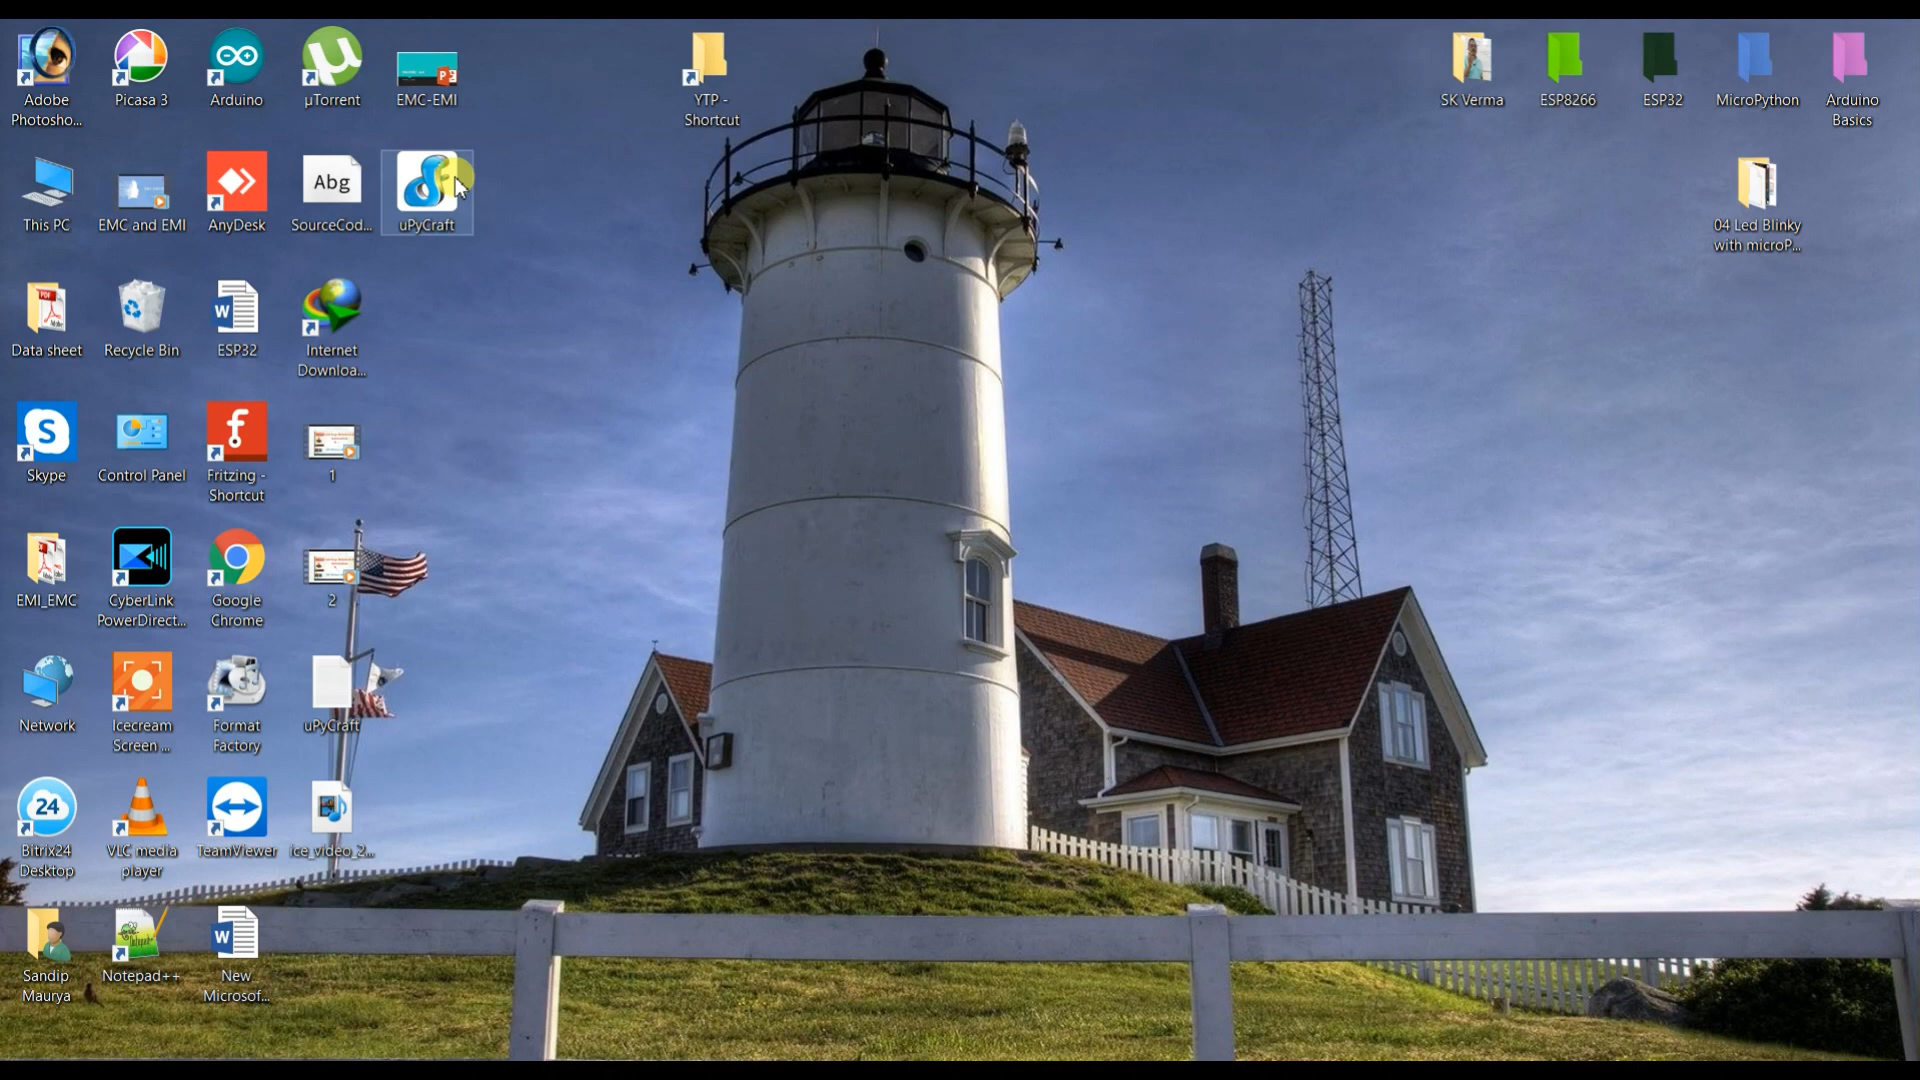 Adobe
Photosho...
Picasa 3
Arduino
µTorrent
EMC-EMI
YTP -
Shortcut
SK Verma
ESP8266
ESP32
MicroPython
Arduino
Basics
This PC
EMC and EMI
AnyDesk
Abg
SourceCod...
uPyCraft
04 Led Blinky
with microP...
Data sheet
Recycle Bin
ESP32
Internet
Downloa...
Skype
Control Panel
Fritzing -
Shortcut
1
EMI_EMC
CyberLink
PowerDirect...
Google
Chrome
2
Network
Icecream
Screen ...
Format
Factory
uPyCraft
24
Bitrix24
Desktop
VLC media
player
TeamViewer
ice_video_2...
Sandip
Maurya
Notepad++
New
Microsof...